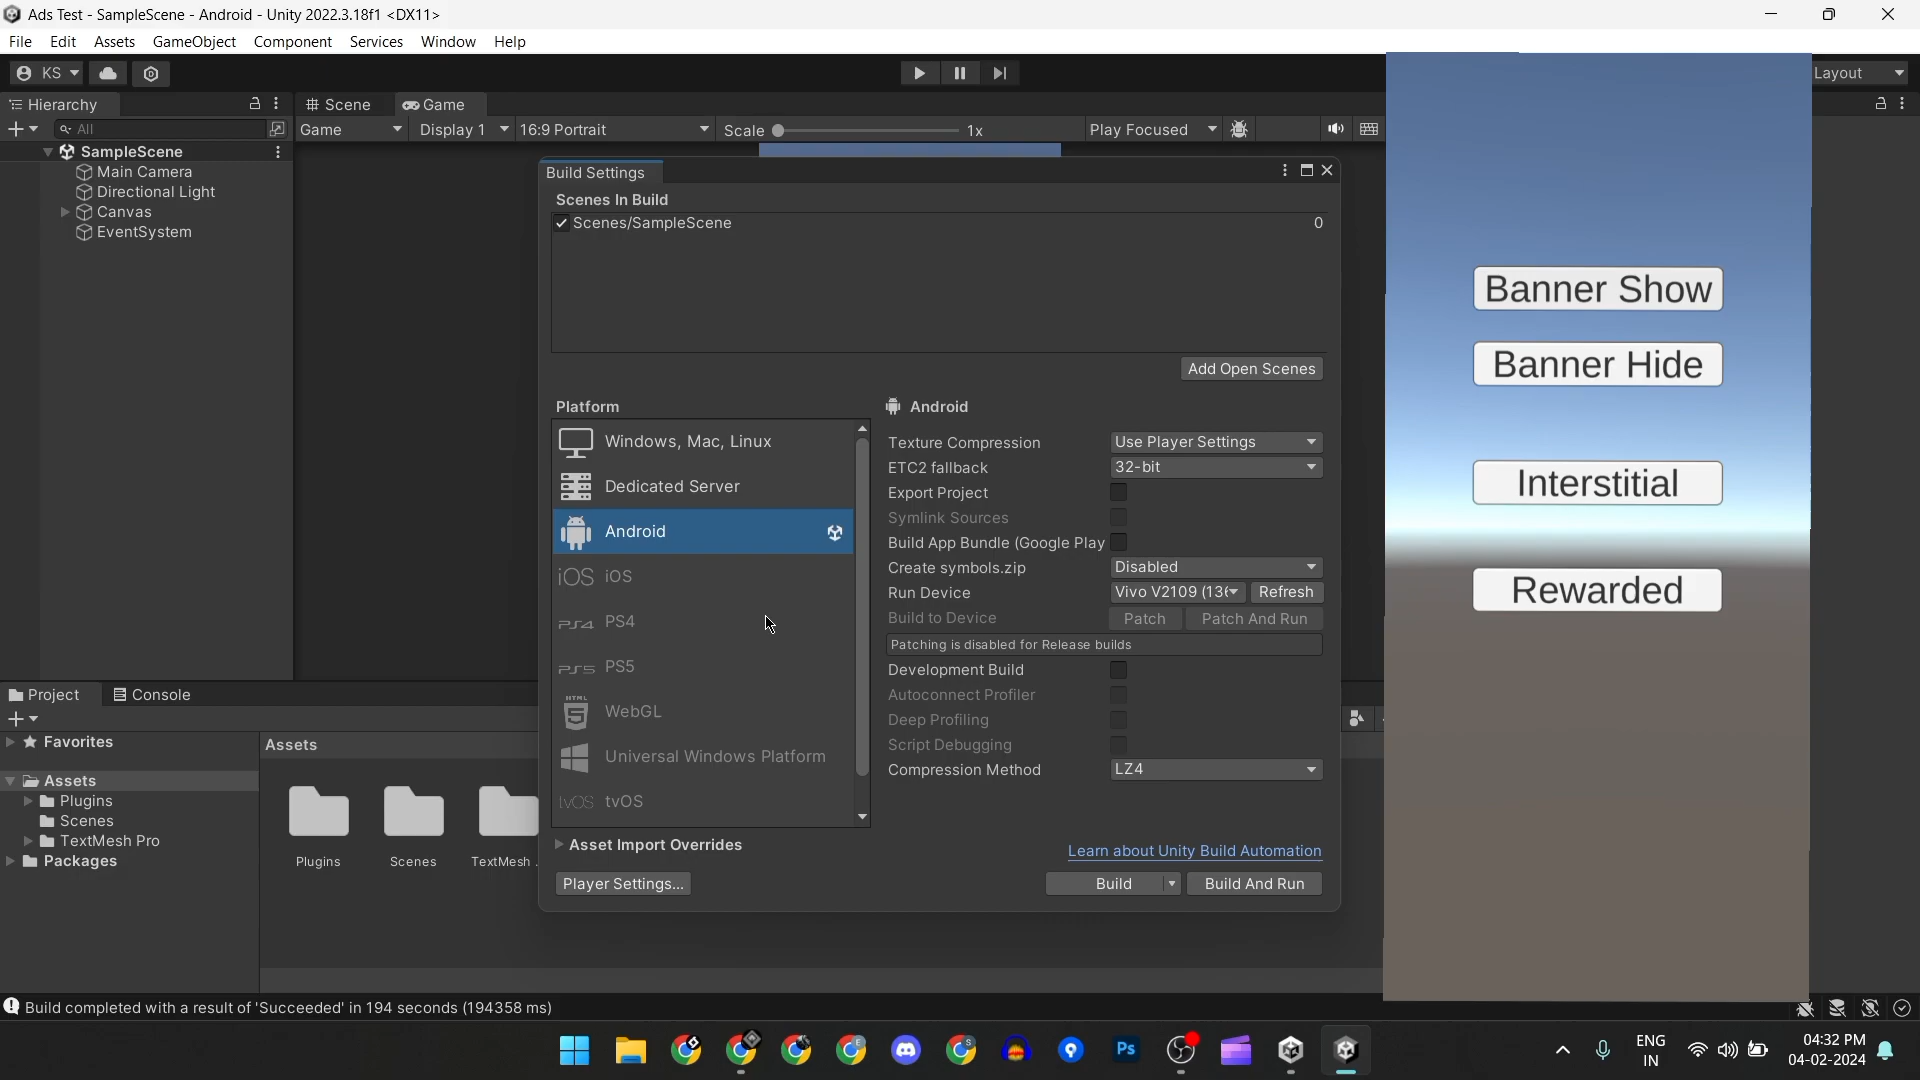 Ads Test - SampleScene - Android - Unity 2022.3.18f1 <DX11>
File Edit Assets GameObject Component Services Window Help
KS
Layout
Hierarchy
All
SampleScene
Main Camera
Directional Light
Canvas
EventSystem
Scene Game
Game Display 1 16:9 Portrait Scale 1x Play Focused
Build Settings
Scenes In Build
Scenes/SampleScene 0
Add Open Scenes
Platform
Windows, Mac, Linux
Dedicated Server
Android
iOS iOS
PS4 PS4
PS5 PS5
HTML 5 WebGL
Universal Windows Platform
tvOS tvOS
Android
Texture Compression Use Player Settings
ETC2 fallback 32-bit
Export Project
Symlink Sources
Build App Bundle (Google Play
Create symbols.zip Disabled
Run Device Vivo V2109 (13 Refresh
Build to Device Patch Patch And Run
Patching is disabled for Release builds
Development Build
Autoconnect Profiler
Deep Profiling
Script Debugging
Compression Method LZ4
Asset Import Overrides
Learn about Unity Build Automation
Player Settings...
Build Build And Run
Banner Show
Banner Hide
Interstitial
Rewarded
Project Console
Favorites
Assets
Plugins
Scenes
TextMesh Pro
Packages
Assets
Plugins Scenes TextMesh
Build completed with a result of 'Succeeded' in 194 seconds (194358 ms)
E
S
Ps
ENG
IN
04:32 PM
04-02-2024